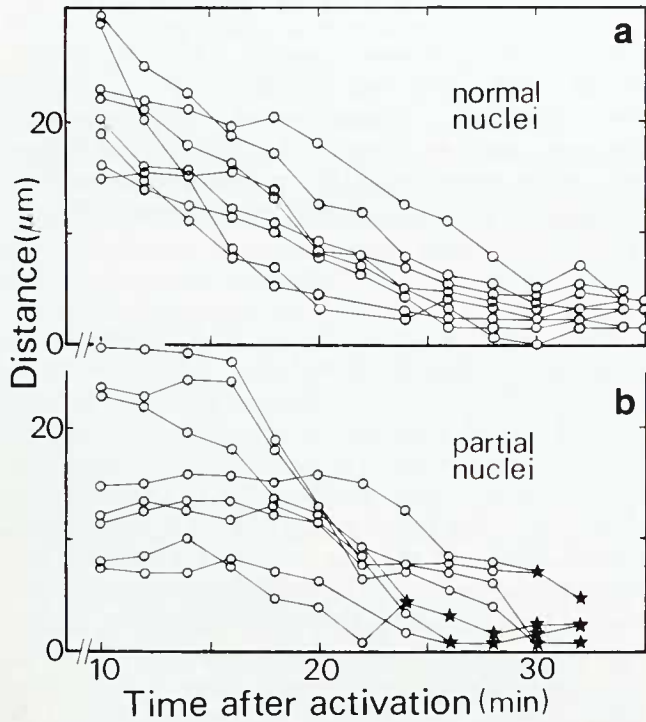 a
normal
nuclei
20
0
Distance (μm)
b
partial
nuclei
20
0
10 20 30
Time after activation (min)